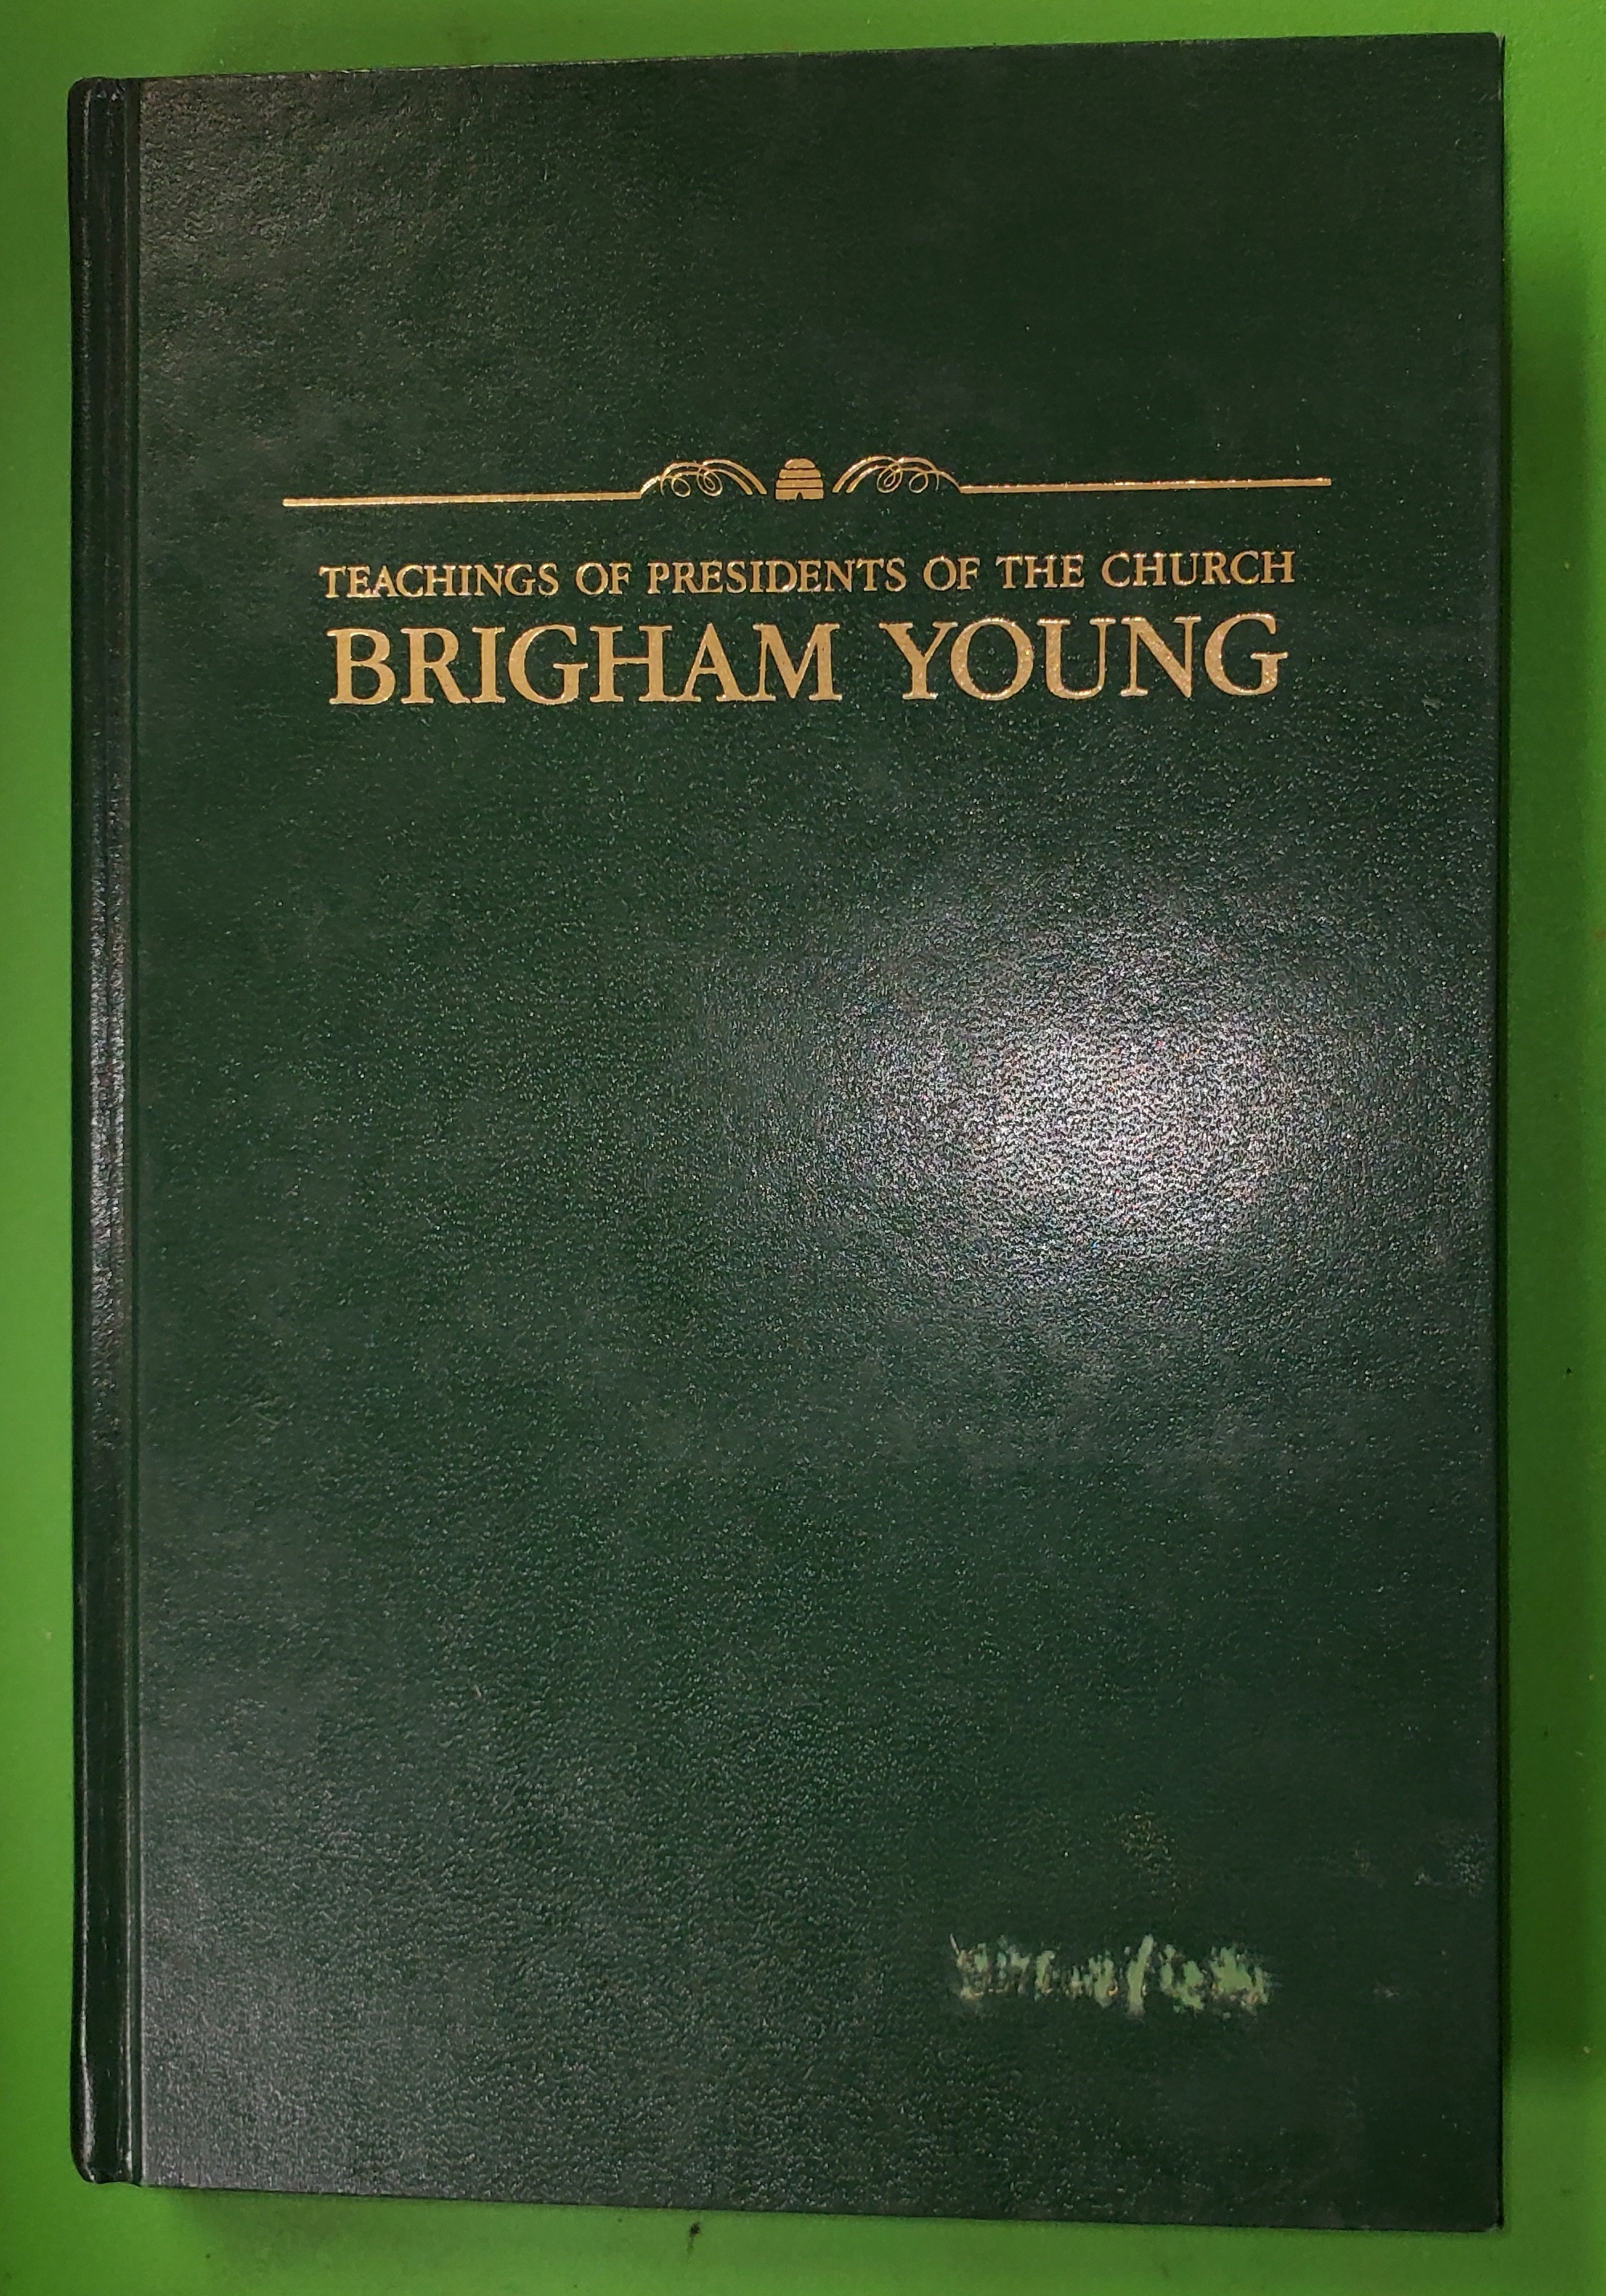 TEACHINGS OF PRESIDENTS OF THE CHURCH
BRIGHAM YOUNG